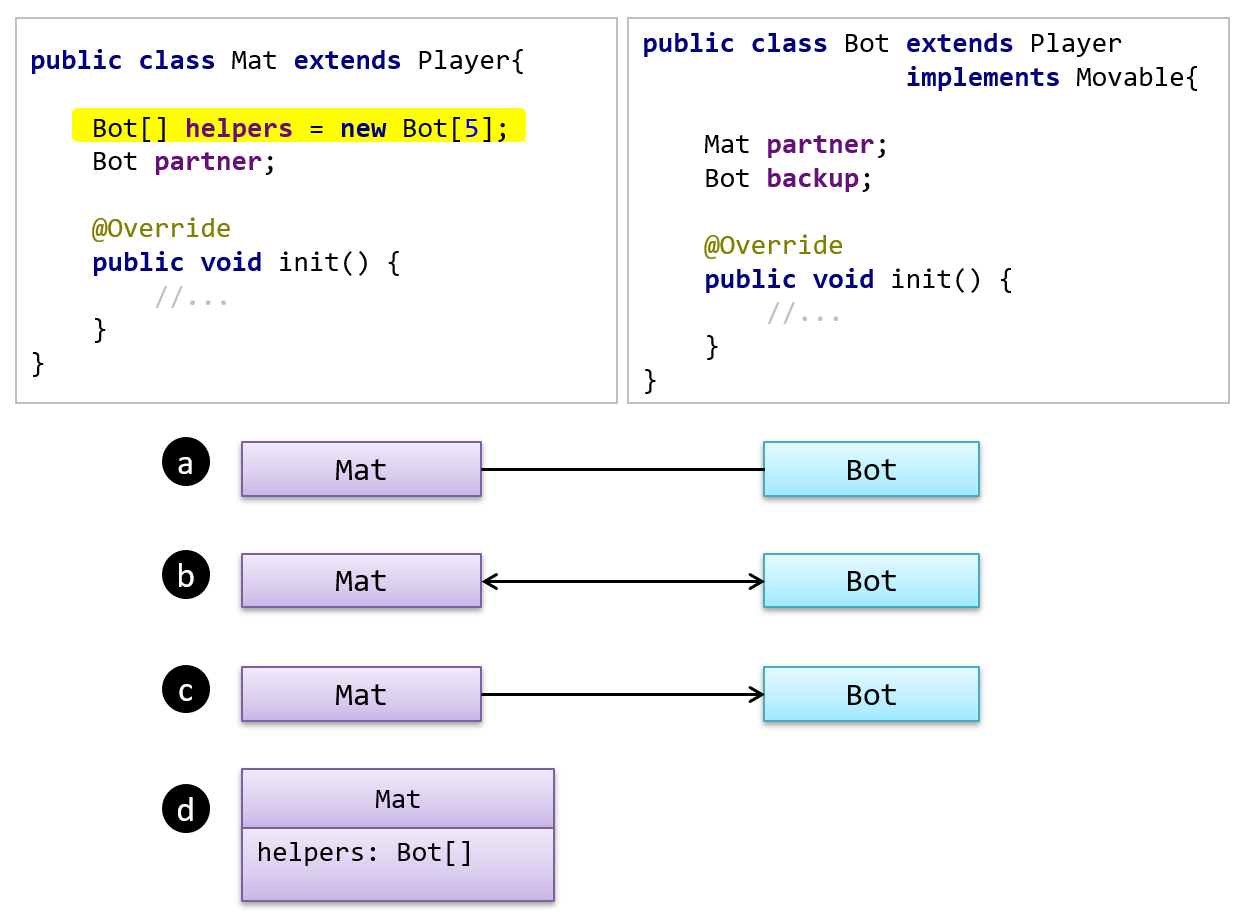 public class Mat extends Player{
Bot[] helpers = new Bot[5];
Bot partner;
@Override
public void init() {
//...
}
}
public class Bot extends Player
implements Movable{
Mat partner;
Bot backup;
@Override
public void init() {
//...
}
}
a Mat Bot
b Mat Bot
c Mat Bot
d Mat
helpers: Bot[]